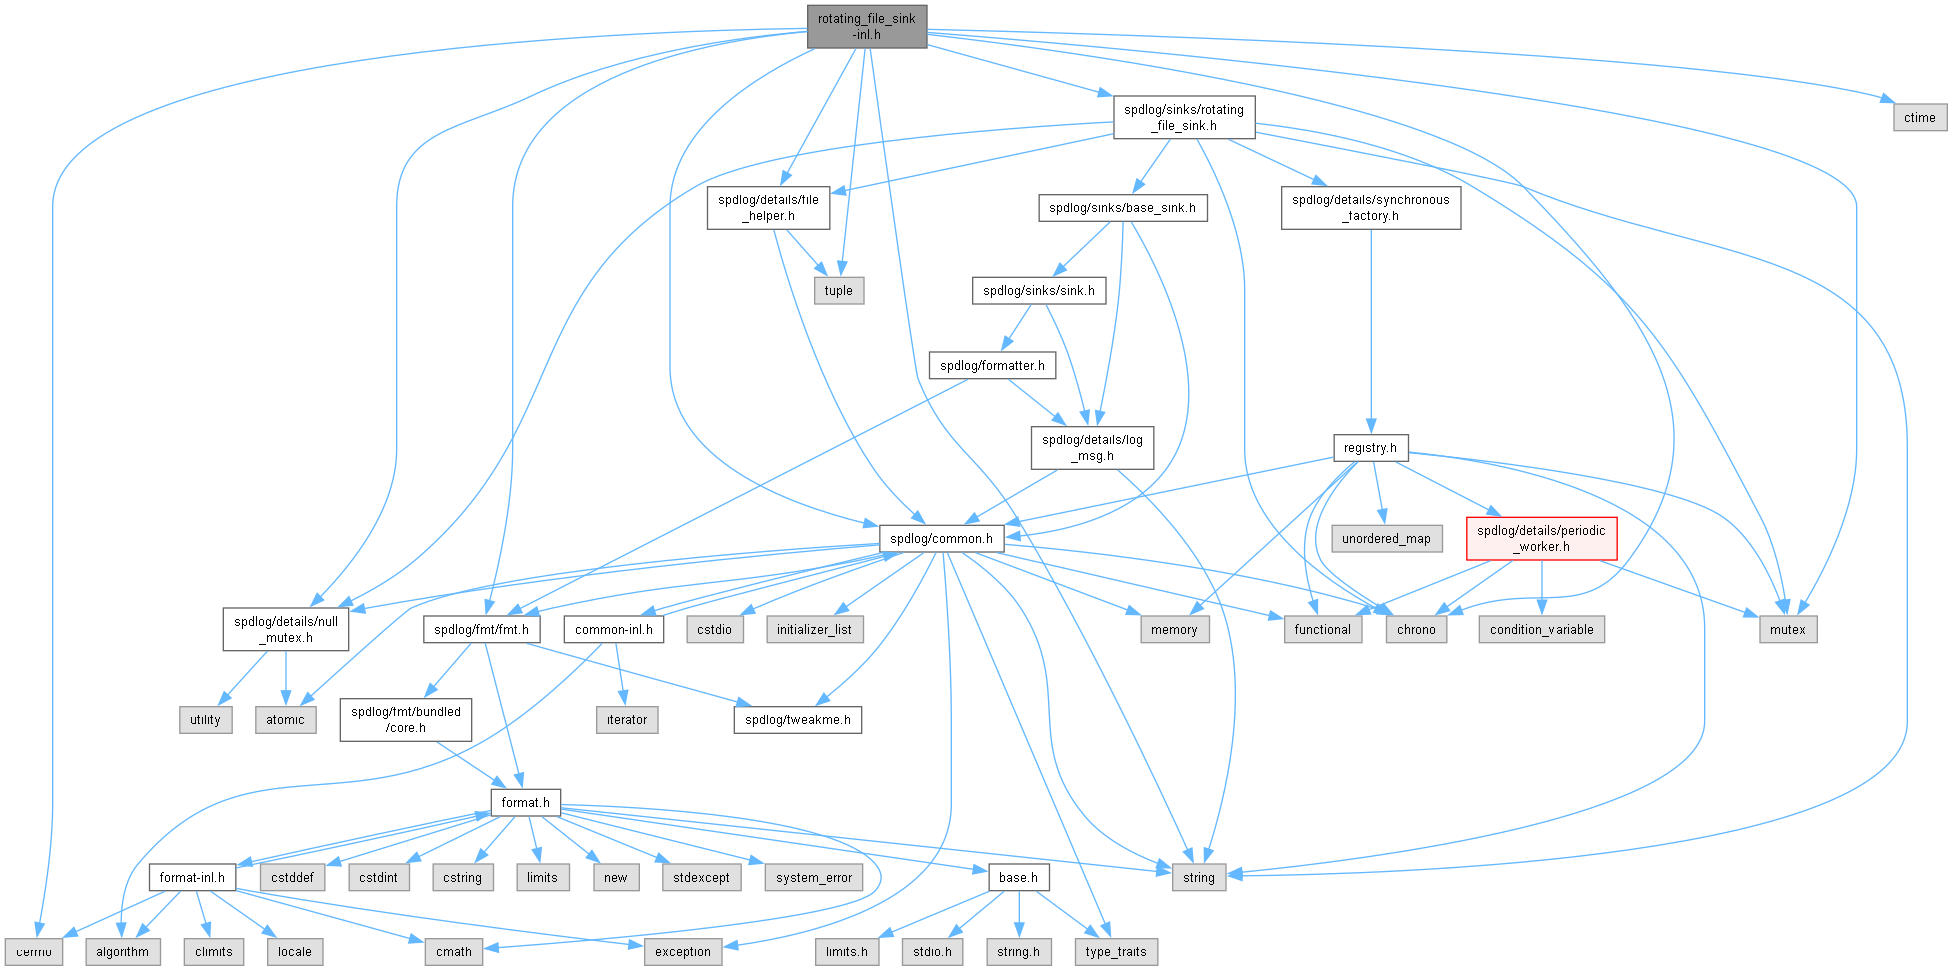 rotating_file_sink
-inl.h
spdlog/sinks/rotating
_file_sink.h
ctime
spdlog/details/file
_helper.h
spdlog/sinks/base_sink.h
spdlog/details/synchronous
_factory.h
tuple
spdlog/sinks/sink.h
spdlog/formatter.h
spdlog/details/log
_msg.h
registry.h
spdlog/common.h
unordered_map
spdlog/details/periodic
_worker.h
spdlog/details/null
_mutex.h
spdlog/fmt/fmt.h
common-inl.h
cstdio
initializer_list
memory
functional
chrono
condition_variable
mutex
utility
atomic
spdlog/fmt/bundled
/core.h
iterator
spdlog/tweakme.h
format.h
format-inl.h
cstddef
cstdint
cstring
limits
new
stdexcept
system_error
base.h
string
cerrno
algorithm
climits
locale
cmath
exception
limits.h
stdio.h
string.h
type_traits